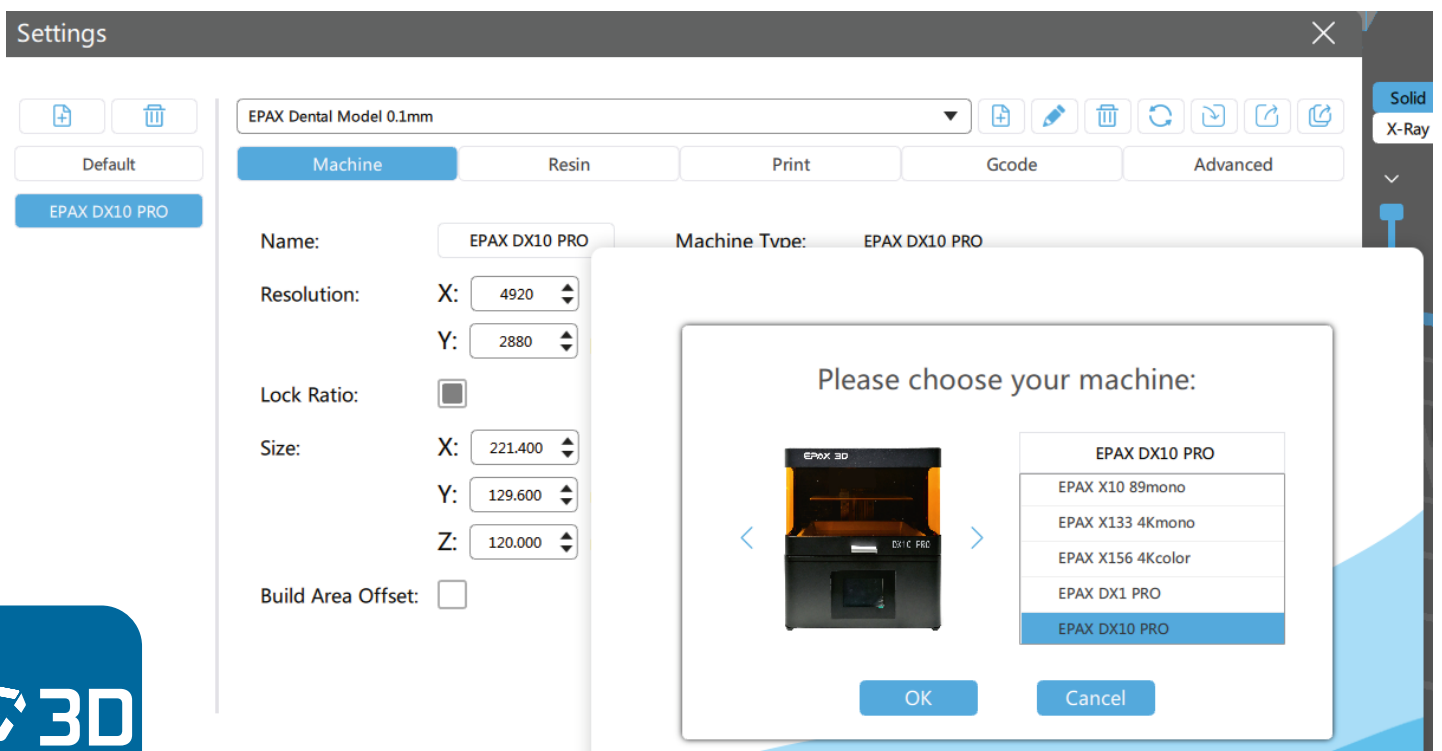 Settings
Solid
EPAX Dental Model 0.1mm
X-Ray
Default
Machine
Resin
Print
Gcode
Advanced
EPAX DX10 PRO
Name:
EPAX DX10 PRO
Machine Type:
EPAX DX10 PRO
Resolution:
X:
4920
Y:
2880
Lock Ratio:
Size:
X:
221.400
Y:
129.600
Z:
120.000
Build Area Offset:
Please choose your machine:
EPAX 3D
DX10 PRO
EPAX DX10 PRO
EPAX X10 89mono
EPAX X133 4Kmono
EPAX X156 4Kcolor
EPAX DX1 PRO
EPAX DX10 PRO
OK
Cancel
3D